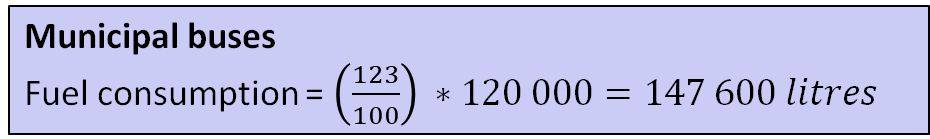 Municipal buses
Fuel consumption = (123/100) * 120 000 = 147 600 litres